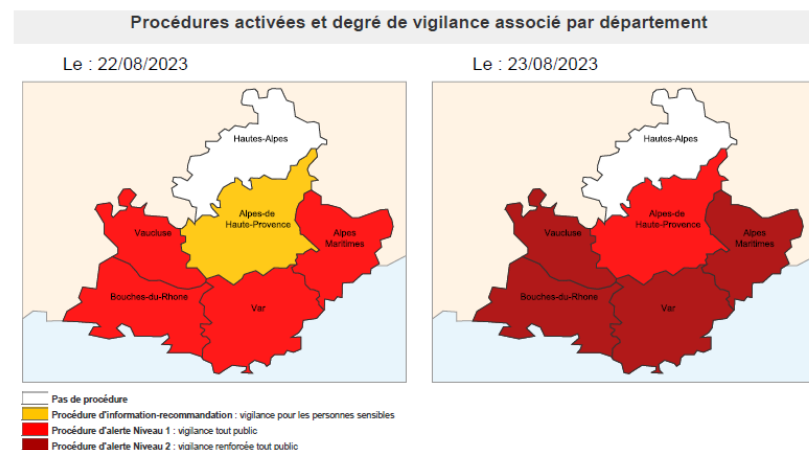 Procédures activées et degré de vigilance associé par département
Le : 22/08/2023
Le : 23/08/2023
Hautes-Alpes
Alpes-de
Haute-Provence
Vaucluse
Alpes
Maritimes
Bouches-du-Rhone
Var
Hautes-Alpes
Alpes-de
Haute-Provence
Vaucluse
Alpes
Maritimes
Bouches-du-Rhone
Var
Pas de procédure
Procédure d'information-recommandation : vigilance pour les personnes sensibles
Procédure d'alerte Niveau 1 : vigilance tout public
Procédure d'alerte Niveau 2 : vigilance renforcée tout public